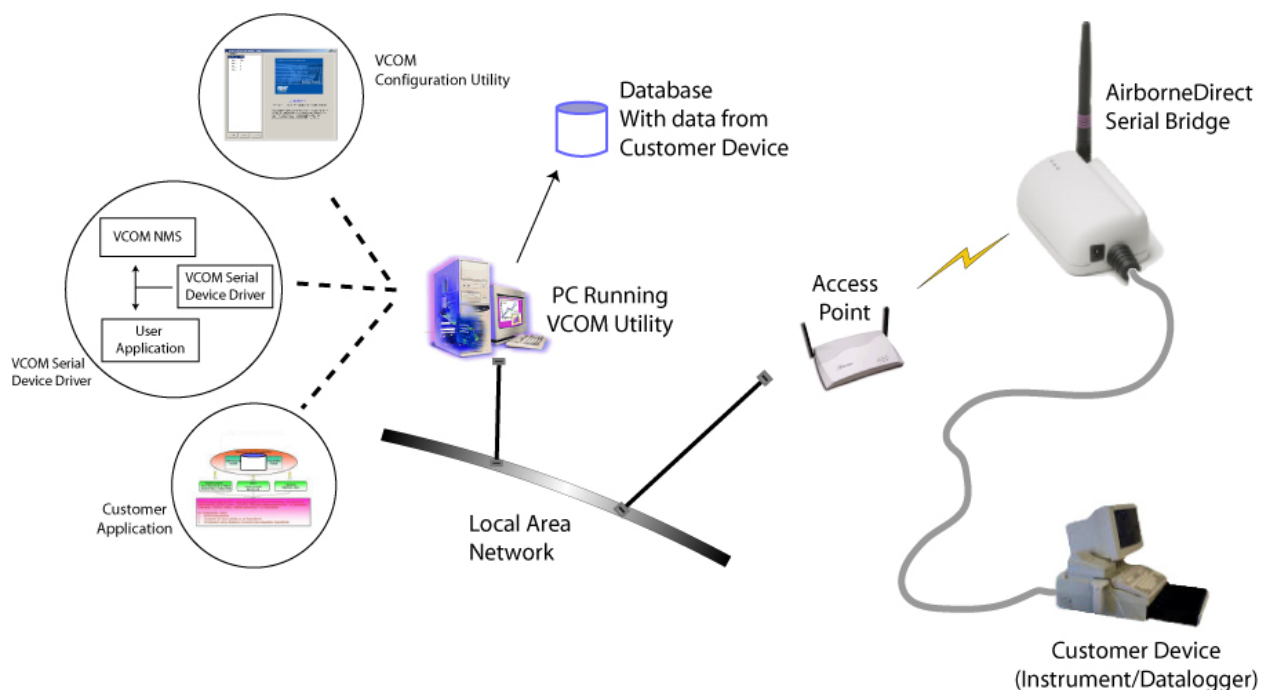 VCOM
Configuration Utility
Database
With data from
Customer Device
AirborneDirect
Serial Bridge
VCOM NMS
VCOM Serial
Device Driver
User
Application
VCOM Serial
Device Driver
PC Running
VCOM Utility
Access
Point
Customer
Application
Local Area
Network
Customer Device
(Instrument/Datalogger)